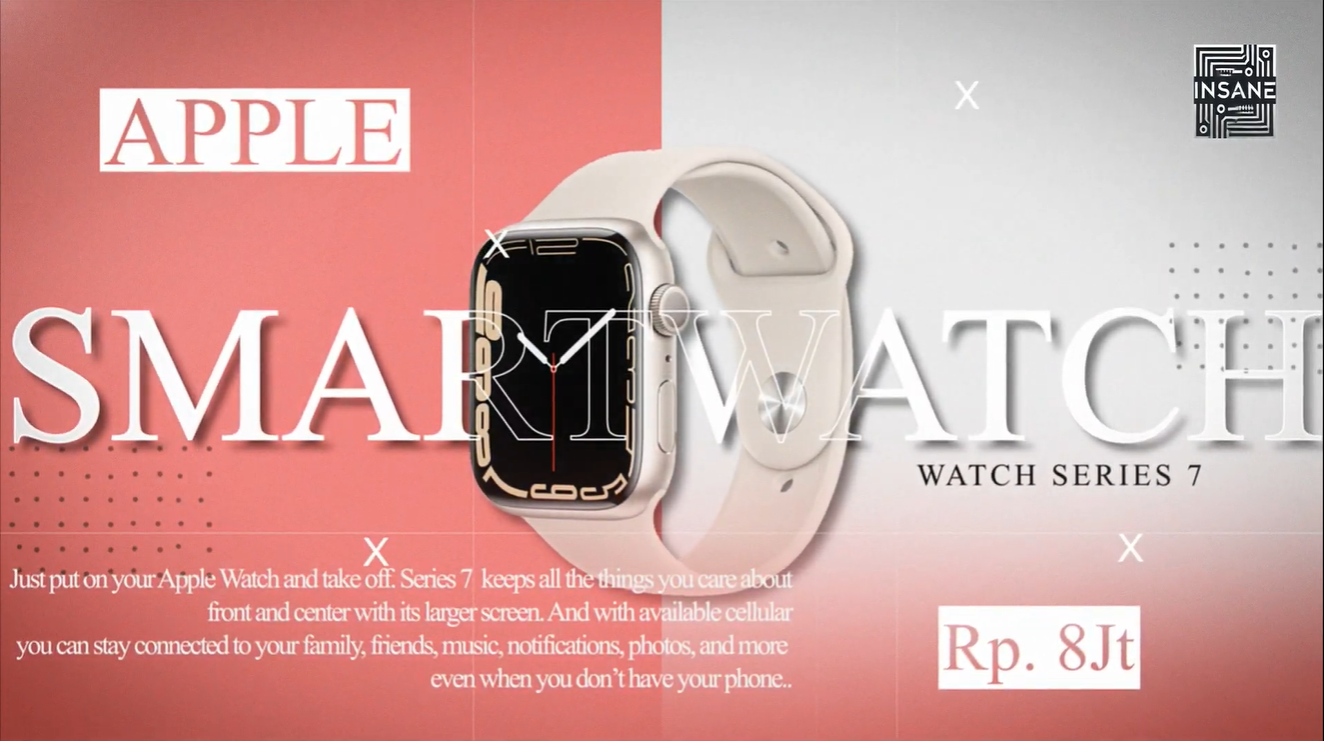 APPLE
INSANE
SMARTWATCH
WATCH SERIES 7
Just put on your Apple Watch and take off. Series 7 keeps all the things you care about
front and center with its larger screen. And with available cellular
you can stay connected to your family, friends, music, notifications, photos, and more
even when you don't have your phone..
Rp. 8Jt